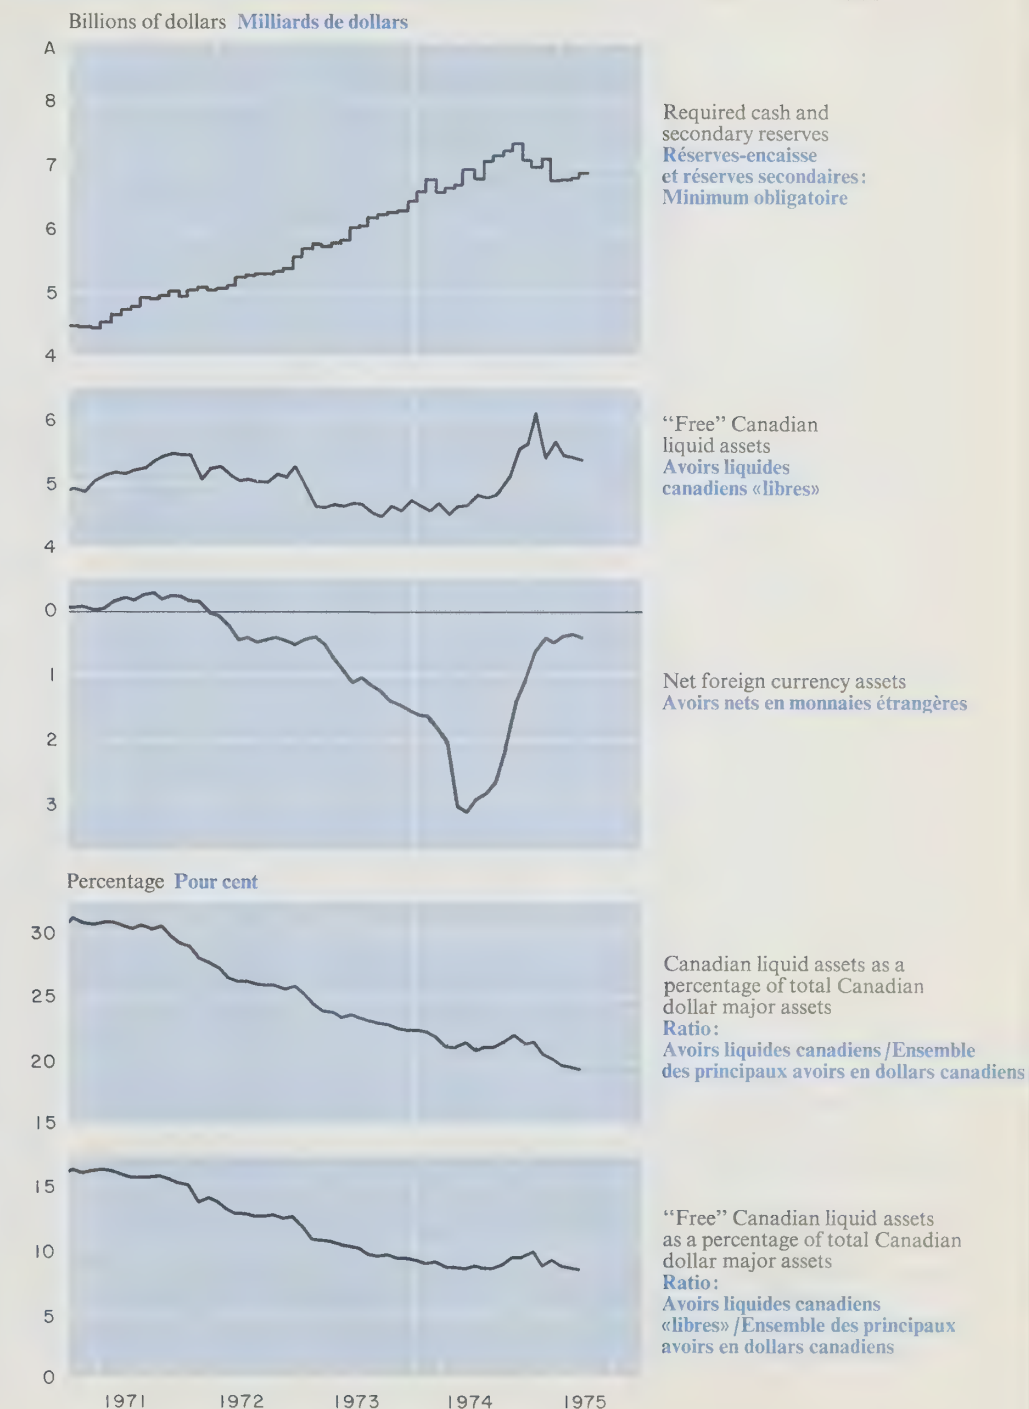 Billions of dollars Milliards de dollars
A
8
7
6
5
4
Required cash and
secondary reserves
Réserves-encaisse
et réserves secondaires:
Minimum obligatoire
6
5
4
"Free" Canadian
liquid assets
Avoirs liquides
canadiens «libres»
0
1
2
3
Net foreign currency assets
Avoirs nets en monnaies étrangères
Percentage Pour cent
30
25
20
15
Canadian liquid assets as a
percentage of total Canadian
dollar major assets
Ratio:
Avoirs liquides canadiens/Ensemble
des principaux avoirs en dollars canadiens
15
10
5
0
"Free" Canadian liquid assets
as a percentage of total Canadian
dollar major assets
Ratio:
Avoirs liquides canadiens
«libres»/Ensemble des principaux
avoirs en dollars canadiens
1971 1972 1973 1974 1975